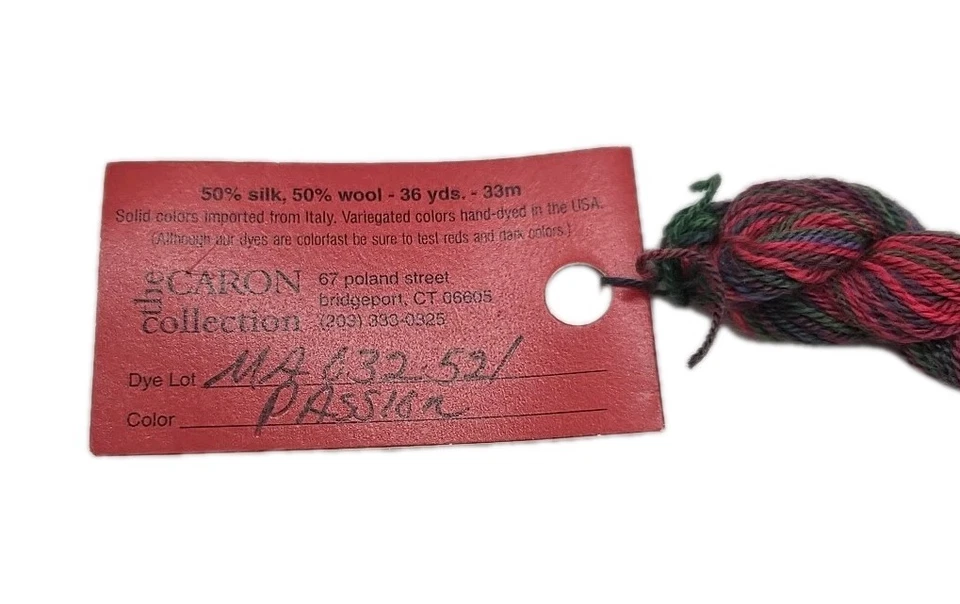 50% silk, 50% wool - 36 yds. - 33m
Solid colors imported from Italy. Variegated colors hand-dyed in the USA.
(Although our dyes are colorfast be sure to test reds and dark colors.)
the CARON collection
67 poland street
bridgeport, CT 06605
(203) 333-0325
Dye Lot MA 632.521
Color Passion